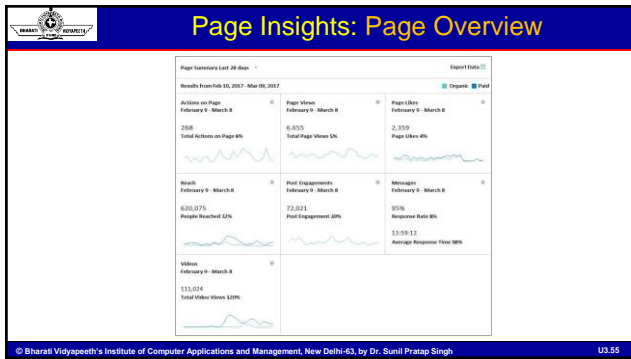 BHARATI VIDYAPEETH
PUNE
Page Insights: Page Overview
Page Summary Last 28 days
Export Data
Results from Feb 10, 2017 - Mar 09, 2017
Organic Paid
Actions on Page
February 9 - March 8
268
Total Actions on Page 6%
Page Views
February 9 - March 8
6,655
Total Page Views 5%
Page Likes
February 9 - March 8
2,359
Page Likes 4%
Reach
February 9 - March 8
620,075
People Reached 22%
Post Engagements
February 9 - March 8
72,021
Post Engagement 20%
Messages
February 9 - March 8
95%
Response Rate 8%
13:59:12
Average Response Time 98%
Videos
February 9 - March 8
111,024
Total Video Views 120%
© Bharati Vidyapeeth's Institute of Computer Applications and Management, New Delhi-63, by Dr. Sunil Pratap Singh
U3.55